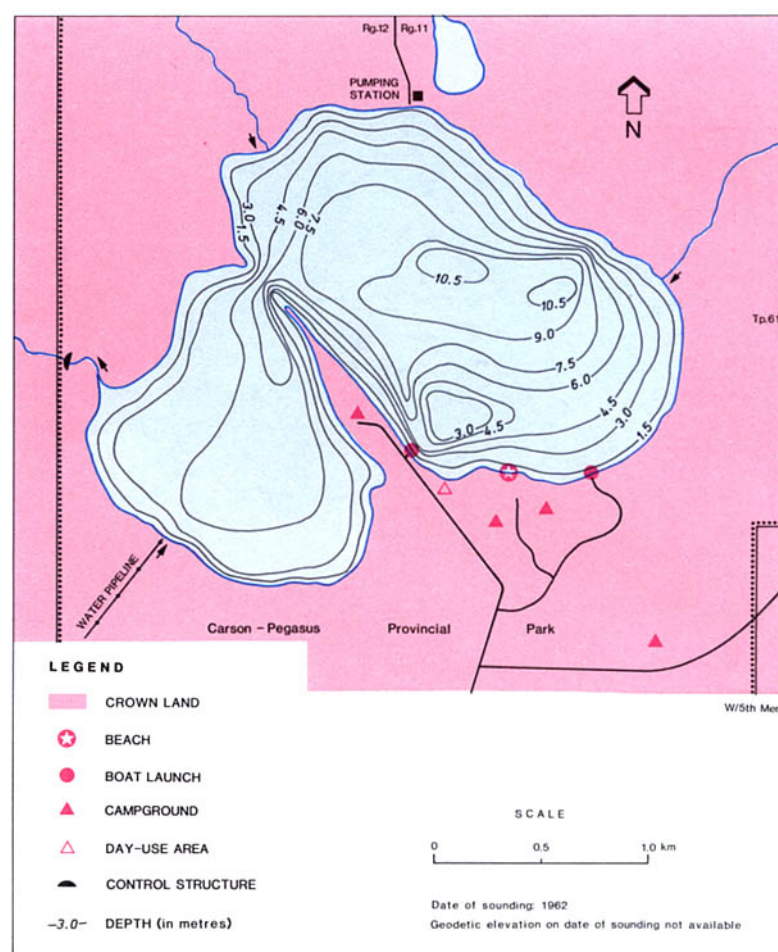 Rg.12 Rg.11
PUMPING
STATION
N
3.0
1.5
4.5
6.0
7.5
10.5
10.5
9.0
7.5
6.0
4.5
3.0
1.5
3.0
4.5
Tp.61
WATER PIPELINE
Carson – Pegasus Provincial Park
W/5th Mer
LEGEND
CROWN LAND
BEACH
BOAT LAUNCH
CAMPGROUND
DAY-USE AREA
CONTROL STRUCTURE
–3.0– DEPTH (in metres)
SCALE
0 0.5 1.0 km
Date of sounding: 1962
Geodetic elevation on date of sounding not available